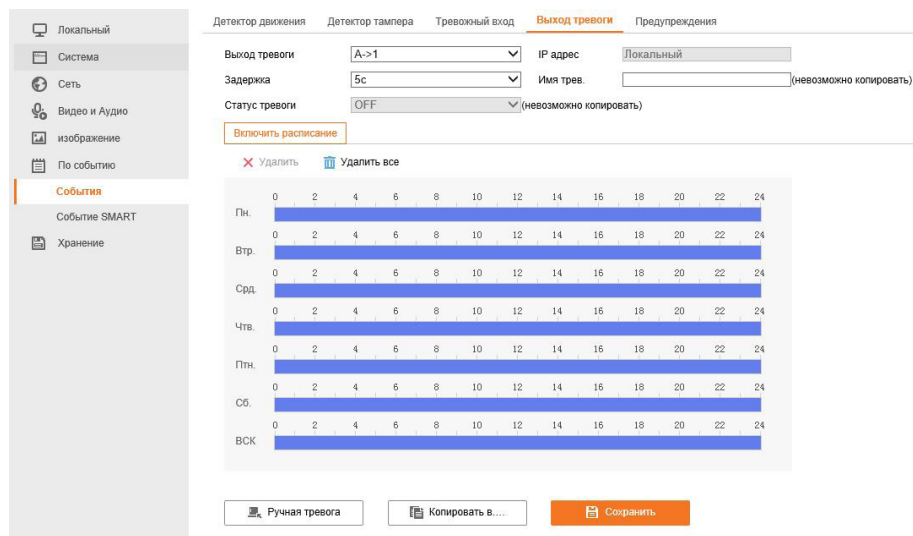 Локальный
Система
Сеть
Видео и Аудио
изображение
По событию
События
Событие SMART
Хранение
Детектор движения Детектор тампера Тревожный вход Выход тревоги Предупреждения
Выход тревоги A->1 IP адрес Локальный
Задержка 5с Имя трев. (невозможно копировать)
Статус тревоги OFF (невозможно копировать)
Включить расписание
Удалить Удалить все
0 2 4 6 8 10 12 14 16 18 20 22 24
Пн.
0 2 4 6 8 10 12 14 16 18 20 22 24
Втр.
0 2 4 6 8 10 12 14 16 18 20 22 24
Срд.
0 2 4 6 8 10 12 14 16 18 20 22 24
Чтв.
0 2 4 6 8 10 12 14 16 18 20 22 24
Птн.
0 2 4 6 8 10 12 14 16 18 20 22 24
Сб.
0 2 4 6 8 10 12 14 16 18 20 22 24
ВСК
Ручная тревога Копировать в.... Сохранить